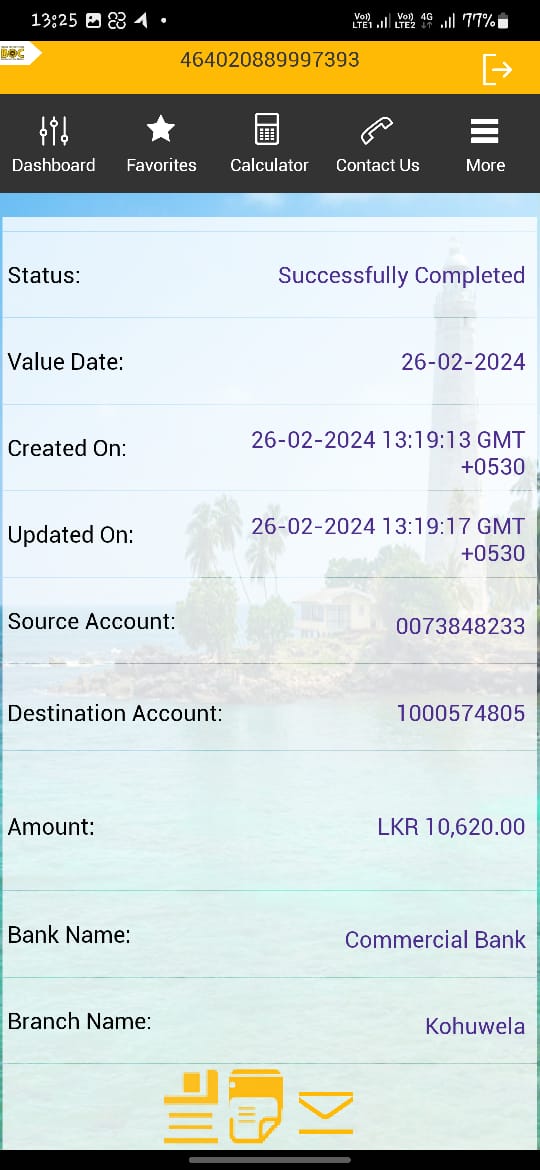 13:25
Vo) LTE1 Vo) LTE2 4G 77%
BOC
464020889997393
Dashboard Favorites Calculator Contact Us More
Status: Successfully Completed
Value Date: 26-02-2024
Created On: 26-02-2024 13:19:13 GMT
+0530
Updated On: 26-02-2024 13:19:17 GMT
+0530
Source Account: 0073848233
Destination Account: 1000574805
Amount: LKR 10,620.00
Bank Name: Commercial Bank
Branch Name: Kohuwela